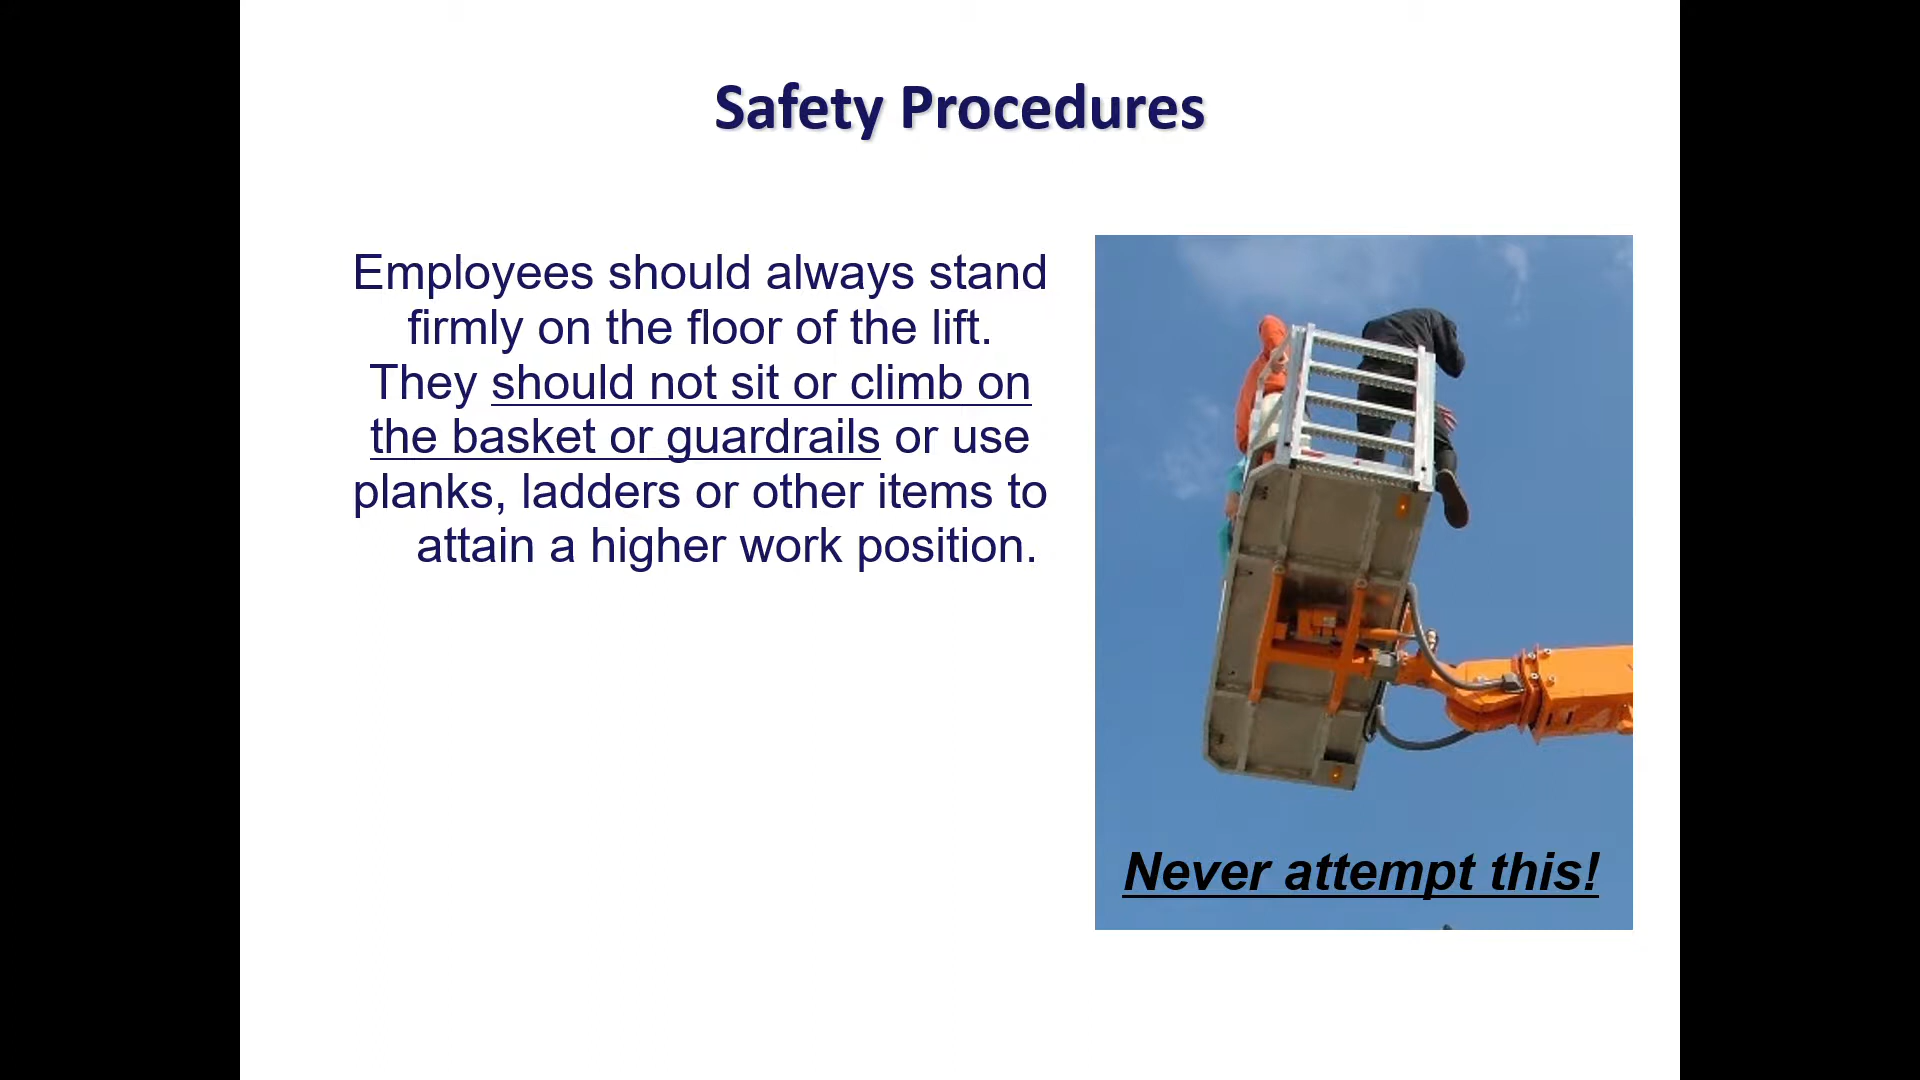 Safety Procedures
Employees should always stand
firmly on the floor of the lift.
They should not sit or climb on
the basket or guardrails or use
planks, ladders or other items to
attain a higher work position.
Never attempt this!